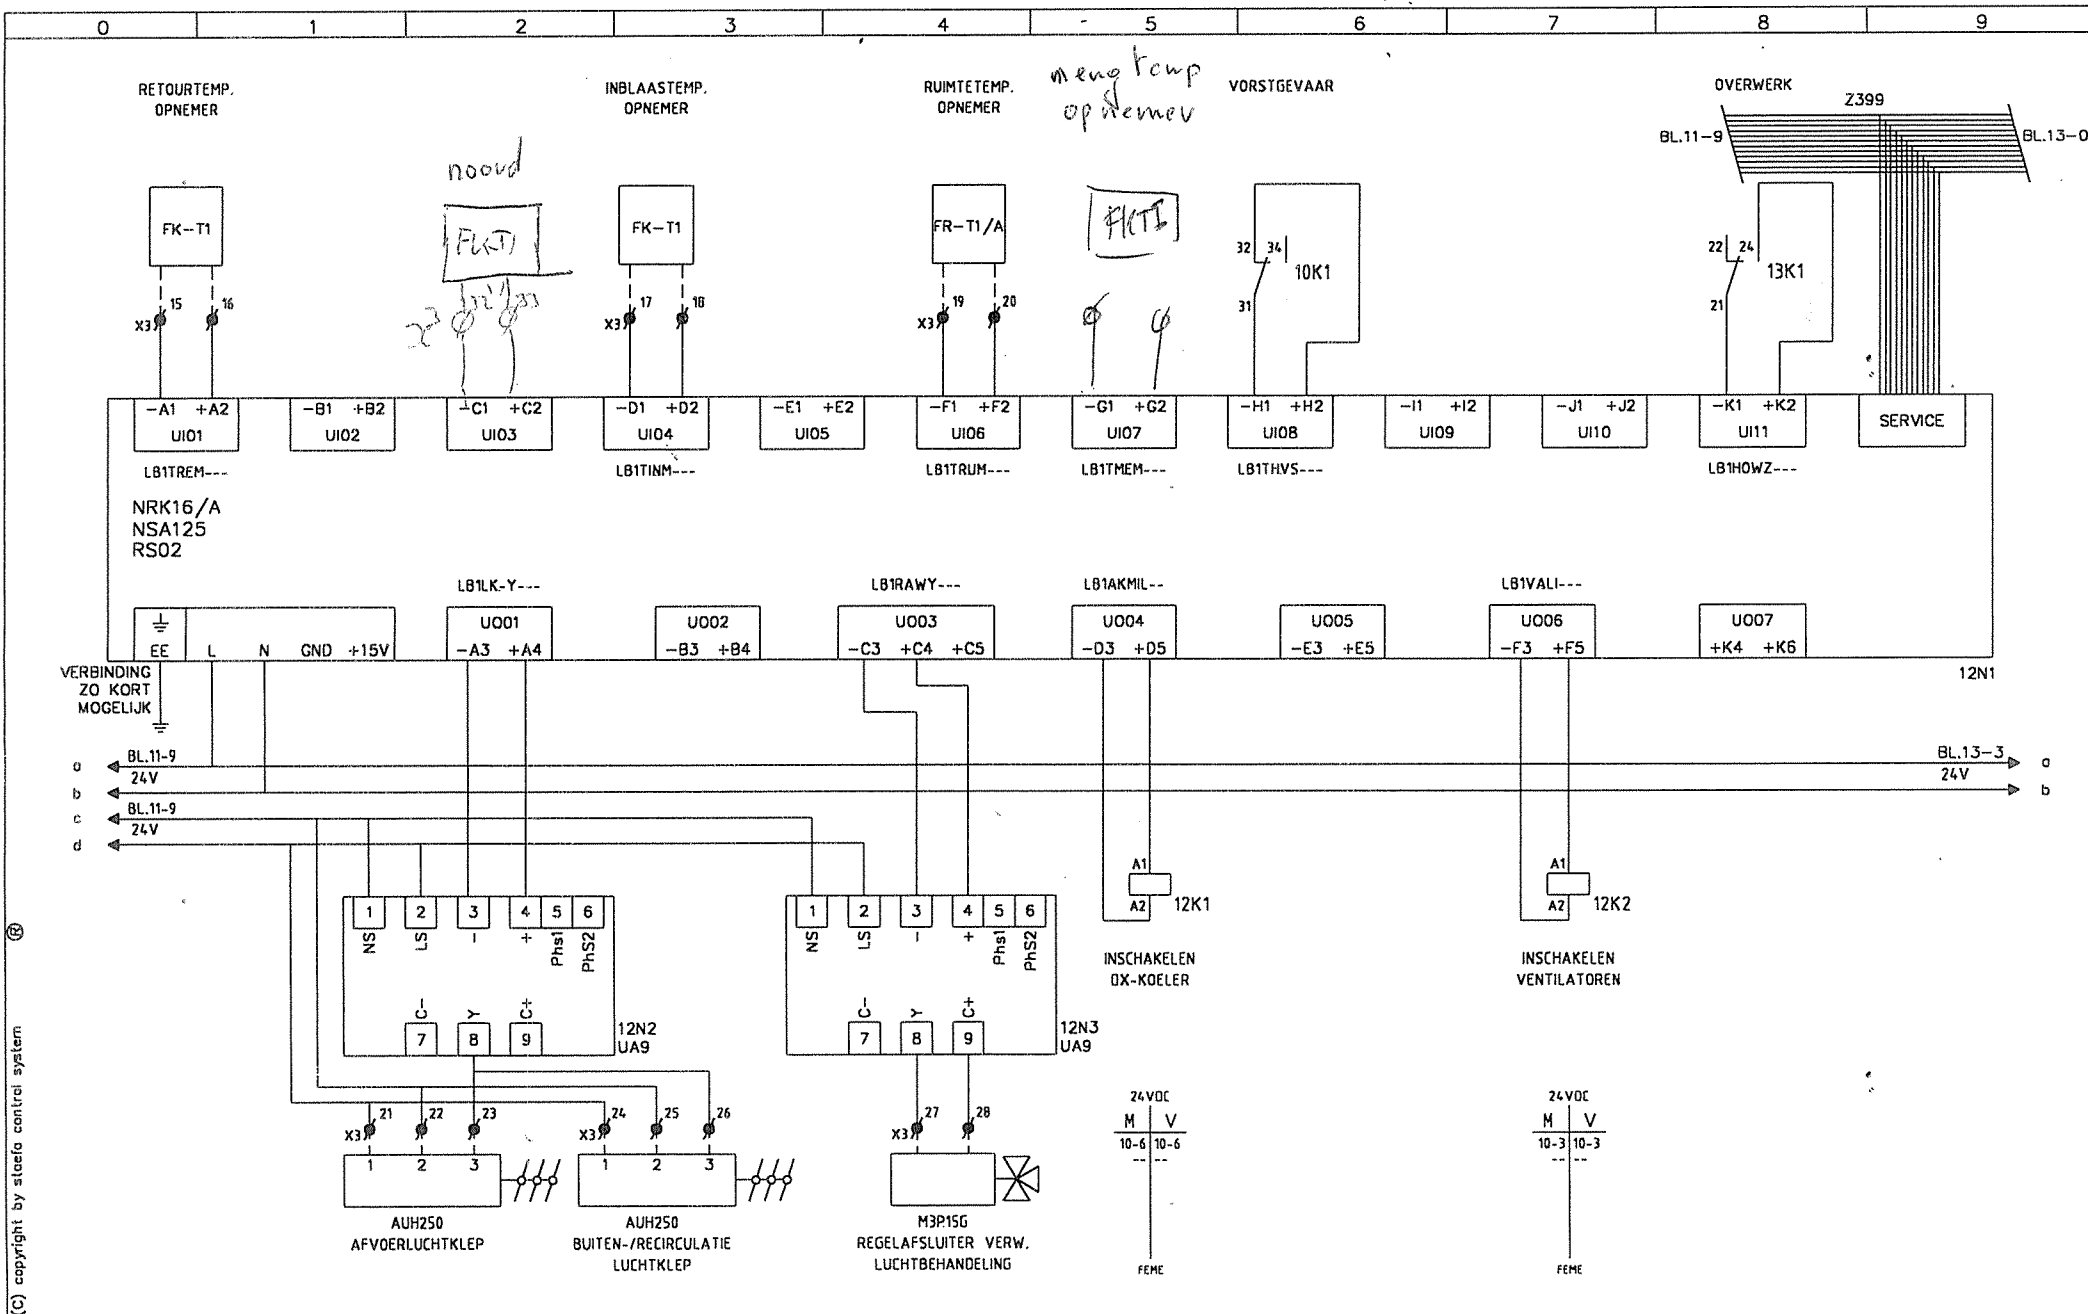 0 1 2 3 4 5 6 7 8 9
RETOURTEMP.
OPNEMER
INBLAASTEMP.
OPNEMER
RUIMTETEMP.
OPNEMER
meng temp
opnemer
VORSTGEVAAR
OVERWERK
Z399
BL.11-9
BL.13-0
noord
FK-T1
FKTI
FK-T1
FR-T1/A
FKTI
32 34
10K1
31
22 24
13K1
21
X3 15 16
32 33
X3 17 18
X3 19 20
-A1 +A2
UI01
-B1 +B2
UI02
-C1 +C2
UI03
-D1 +D2
UI04
-E1 +E2
UI05
-F1 +F2
UI06
-G1 +G2
UI07
-H1 +H2
UI08
-I1 +I2
UI09
-J1 +J2
UI10
-K1 +K2
UI11
SERVICE
LB1TREM---
LB1TINM---
LB1TRUM---
LB1TMEM---
LB1THVS---
LB1HOWZ---
NRK16/A
NSA125
RS02
LB1LK-Y---
LB1RAWY---
LB1AKMIL--
LB1VALI---
EE L N GND +15V
UO01
-A3 +A4
UO02
-B3 +B4
UO03
-C3 +C4 +C5
UO04
-D3 +D5
UO05
-E3 +E5
UO06
-F3 +F5
UO07
+K4 +K6
12N1
VERBINDING
ZO KORT
MOGELIJK
a BL.11-9
24V
b
c BL.11-9
24V
d
BL.13-3 a
24V
b
1 2 3 4 5 6
NS LS - + Phs1 PhS2
C- Y C+
7 8 9
12N2
UA9
1 2 3 4 5 6
NS LS - + Phs1 PhS2
C- Y C+
7 8 9
12N3
UA9
A1
A2
12K1
INSCHAKELEN
DX-KOELER
A1
A2
12K2
INSCHAKELEN
VENTILATOREN
X3 21 22 23
1 2 3
AUH250
AFVOERLUCHTKLEP
X3 24 25 26
1 2 3
AUH250
BUITEN-/RECIRCULATIE
LUCHTKLEP
X3 27 28
M3P15G
REGELAFSLUITER VERW.
LUCHTBEHANDELING
24VDC
M V
10-6 10-6
--
FEME
24VDC
M V
10-3 10-3
-- --
FEME
®
(C) copyright by staefa control system